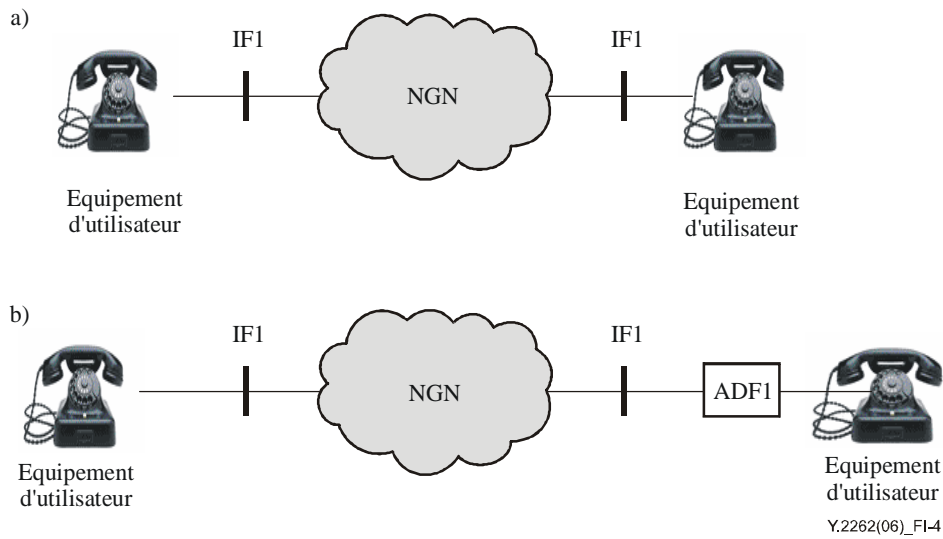 a)
IF1
IF1
NGN
Equipement
d'utilisateur
Equipement
d'utilisateur
b)
IF1
IF1
NGN
ADF1
Equipement
d'utilisateur
Equipement
d'utilisateur
Y.2262(06)_FI-4